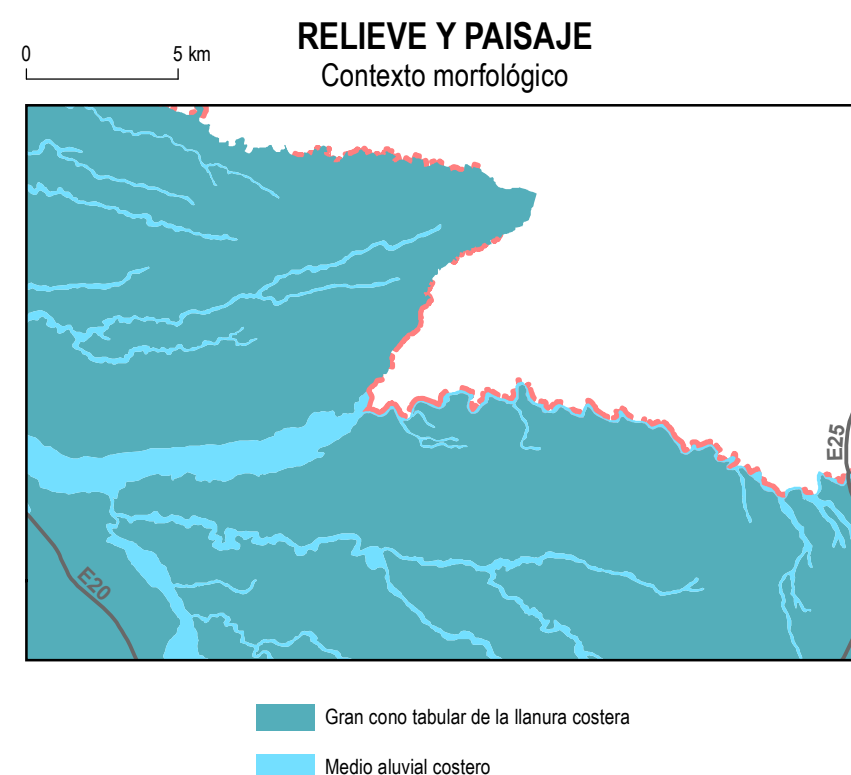 RELIEVE Y PAISAJE
Contexto morfológico
0 5 km
E25
E20
Gran cono tabular de la llanura costera
Medio aluvial costero